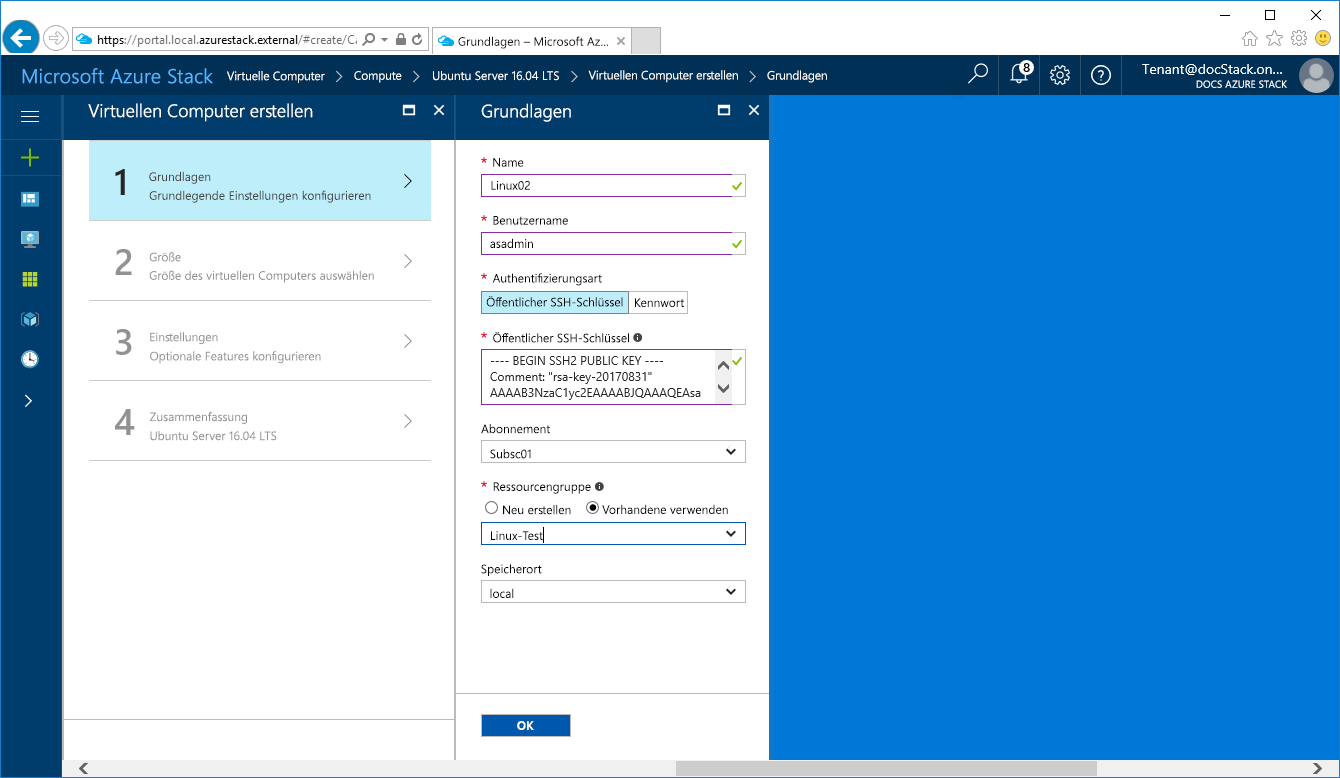 https://portal.local.azurestack.external/#create/Ca
Grundlagen – Microsoft Az...
Microsoft Azure Stack
Virtuelle Computer
Compute
Ubuntu Server 16.04 LTS
Virtuellen Computer erstellen
Grundlagen
8
Tenant@docStack.on...
DOCS AZURE STACK
Virtuellen Computer erstellen
1
Grundlagen
Grundlegende Einstellungen konfigurieren
2
Größe
Größe des virtuellen Computers auswählen
3
Einstellungen
Optionale Features konfigurieren
4
Zusammenfassung
Ubuntu Server 16.04 LTS
Grundlagen
* Name
Linux02
* Benutzername
asadmin
* Authentifizierungsart
Öffentlicher SSH-Schlüssel
Kennwort
* Öffentlicher SSH-Schlüssel
---- BEGIN SSH2 PUBLIC KEY ----
Comment: "rsa-key-20170831"
AAAAB3NzaC1yc2EAAAABJQAAAQEAsa
Abonnement
Subsc01
* Ressourcengruppe
Neu erstellen
Vorhandene verwenden
Linux-Test
Speicherort
local
OK